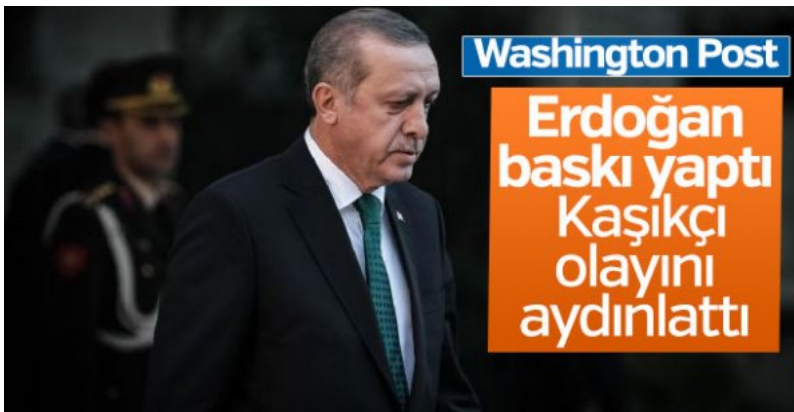 Washington Post
Erdoğan
baskı yaptı
Kaşıkçı
olayını
aydınlattı